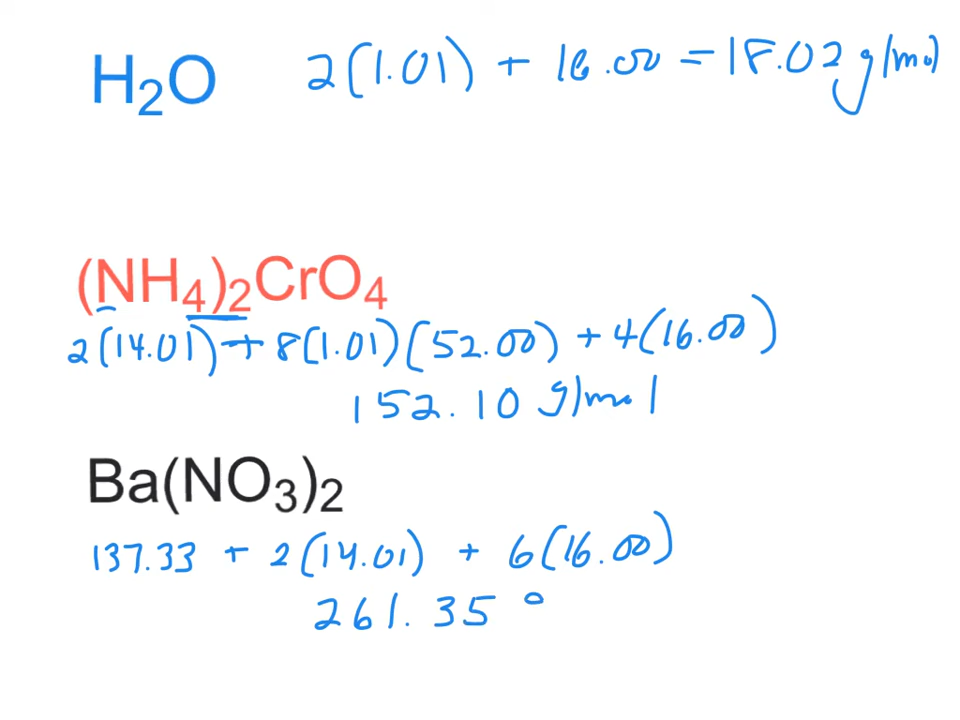 H₂O 2(1.01) + 16.00 = 18.02 g/mol
(NH₄)₂CrO₄
2(14.01) + 8(1.01)(52.00) + 4(16.00)
152.10 g/mol
Ba(NO₃)₂
137.33 + 2(14.01) + 6(16.00)
261.35